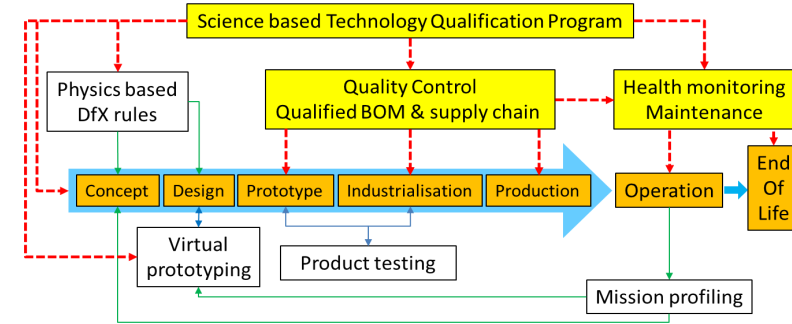 Science based Technology Qualification Program
Physics based
DfX rules
Quality Control
Qualified BOM & supply chain
Health monitoring
Maintenance
Concept
Design
Prototype
Industrialisation
Production
Operation
End
Of
Life
Virtual
prototyping
Product testing
Mission profiling